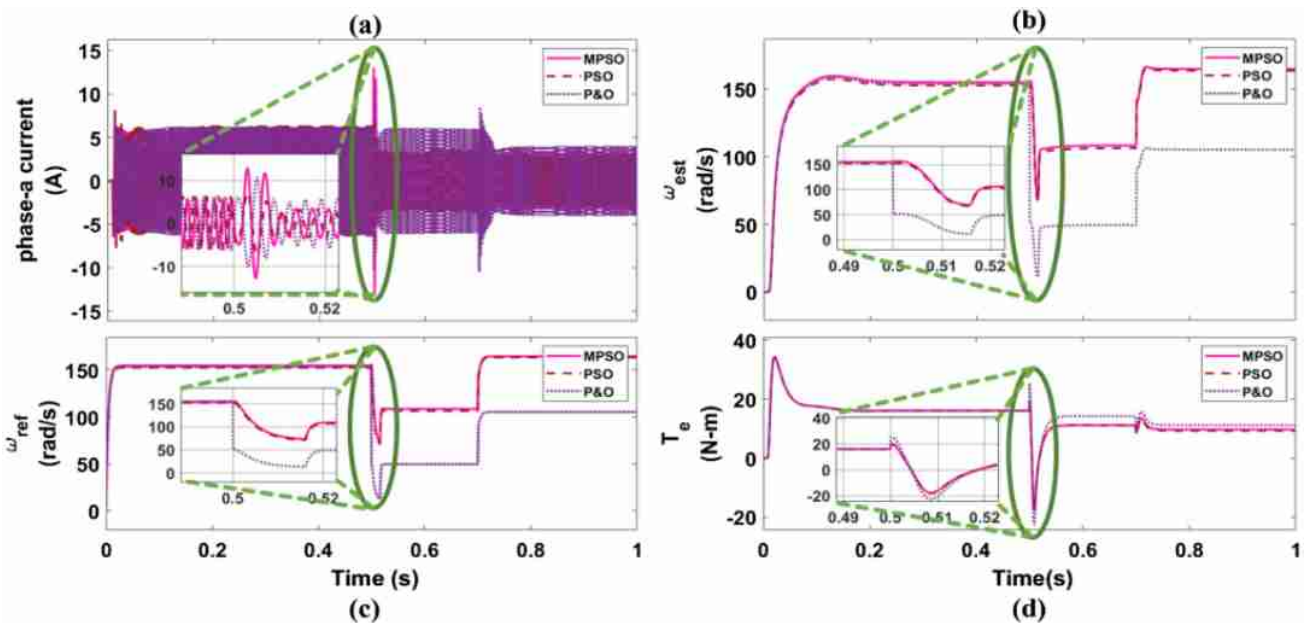 (a)
(b)
15
10
5
0
-5
-10
-15
phase-a current
(A)
MPSO
PSO
P&O
10
0
-10
0.5
0.52
150
100
50
0
ω_est
(rad/s)
MPSO
PSO
P&O
150
100
50
0
0.49
0.5
0.51
0.52
150
100
50
0
ω_ref
(rad/s)
MPSO
PSO
P&O
150
100
50
0
0.5
0.52
0
0.2
0.4
0.6
0.8
1
Time (s)
(c)
40
20
0
-20
T_e
(N-m)
MPSO
PSO
P&O
40
20
0
-20
0.49
0.5
0.51
0.52
0
0.2
0.4
0.6
0.8
1
Time(s)
(d)